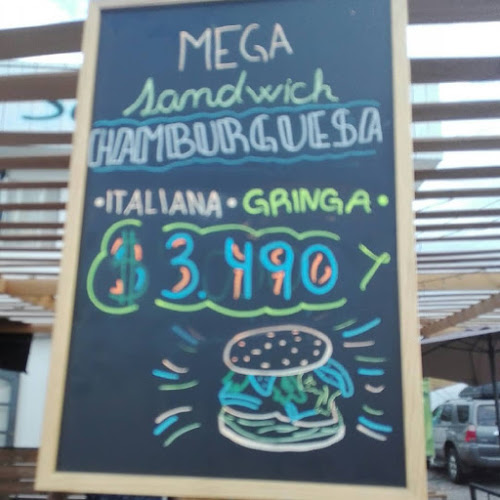 MEGA
Sandwich
HAMBURGUESA
•ITALIANA•GRINGA•
$3.490